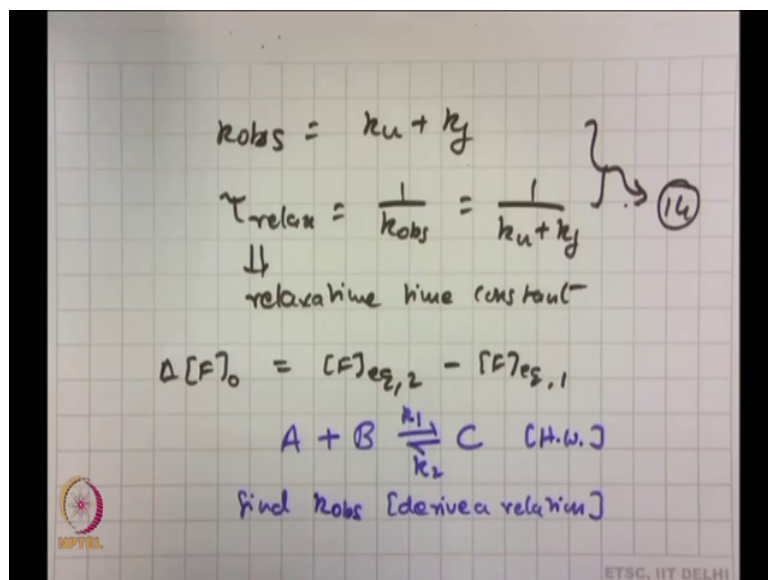 kobs = ku + kf
τrelax = 1/kobs = 1/ku+kf
14
⇓
relaxatime time constant
Δ[F]₀ = [F]eq,2 - [F]eq,1
A + B ⇌ C [H.W.]
k1
k2
find kobs [derive a relation]
NPTEL
ETSC, IIT DELHI